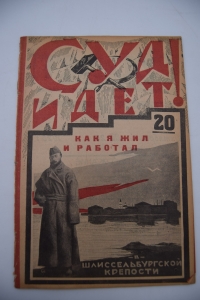 СУД
ИДЕТ!
20
КАК Я ЖИЛ
И РАБОТАЛ
В
ШЛИССЕЛЬБУРГСКОЙ
КРЕПОСТИ